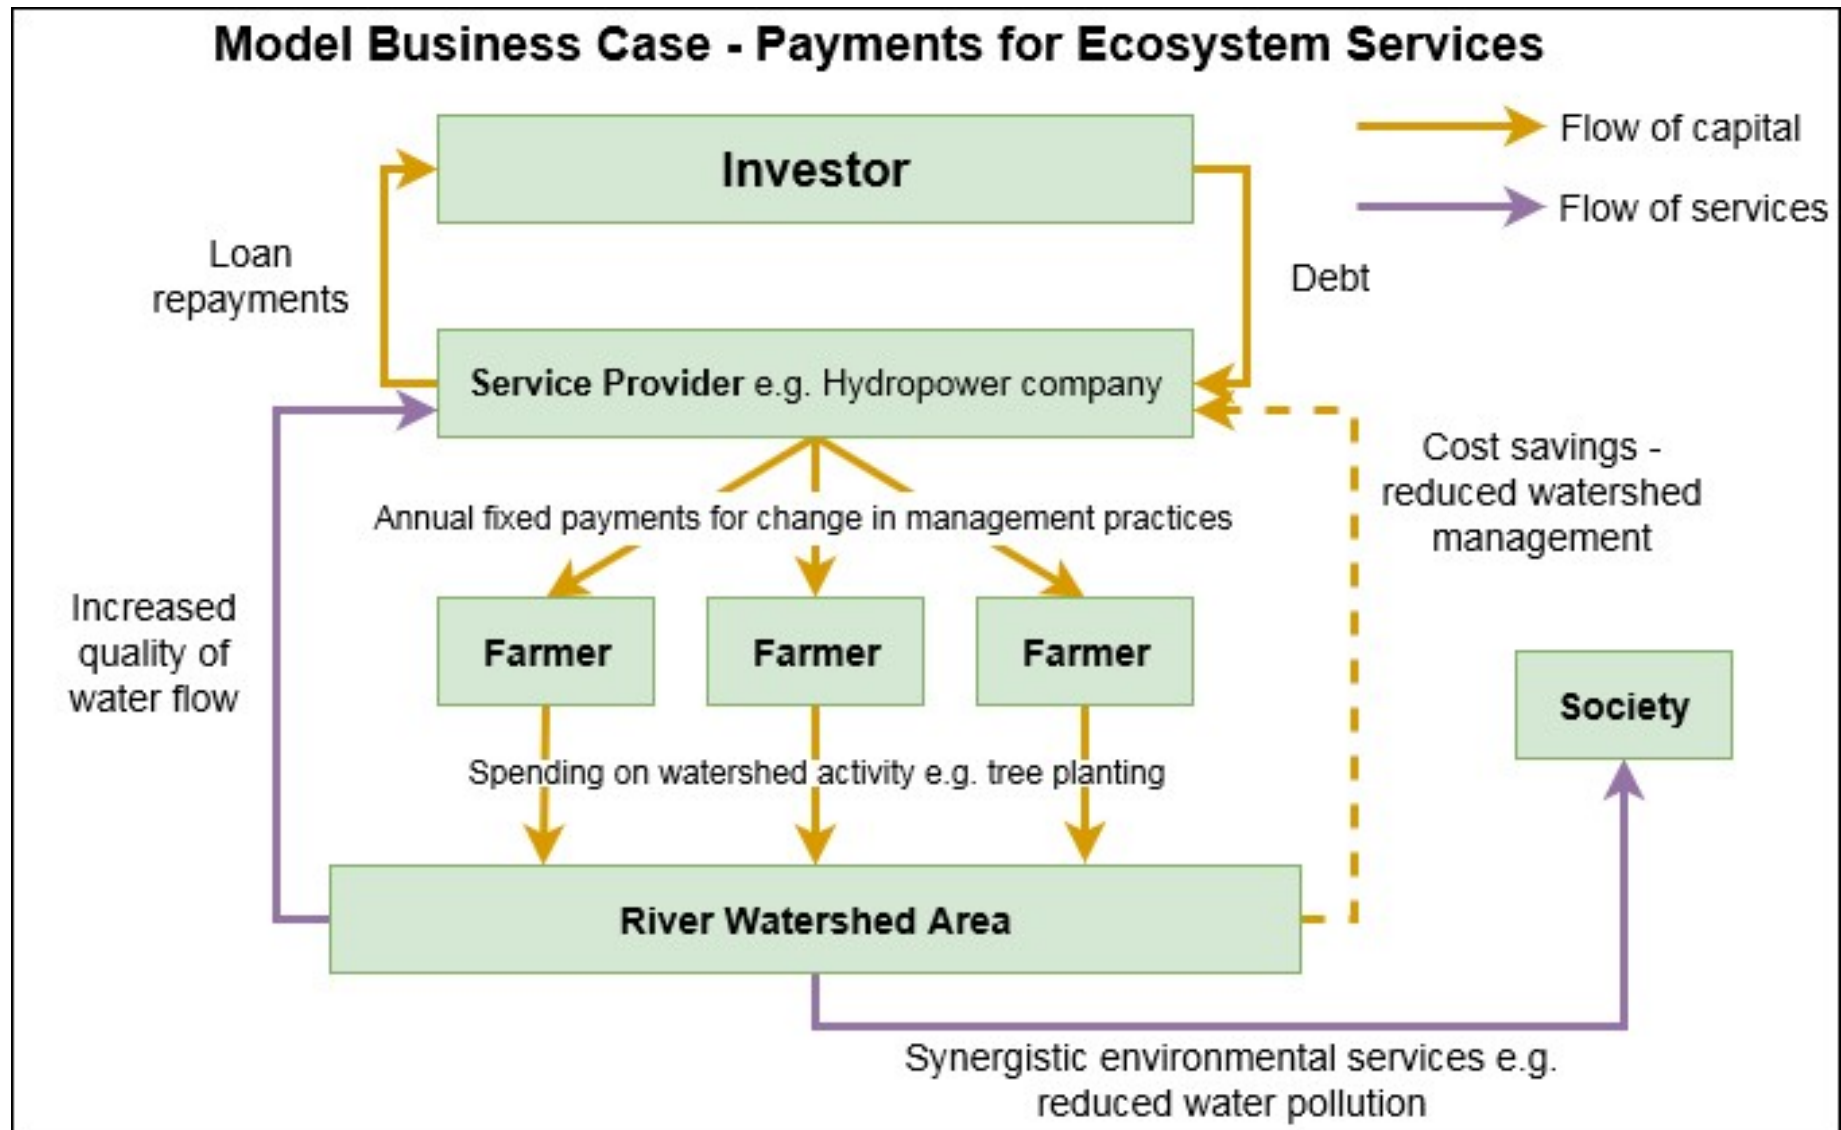 Model Business Case - Payments for Ecosystem Services
Flow of capital
Flow of services
Investor
Loan
repayments
Debt
Service Provider e.g. Hydropower company
Cost savings -
reduced watershed
management
Annual fixed payments for change in management practices
Increased
quality of
water flow
Farmer
Farmer
Farmer
Society
Spending on watershed activity e.g. tree planting
River Watershed Area
Synergistic environmental services e.g.
reduced water pollution